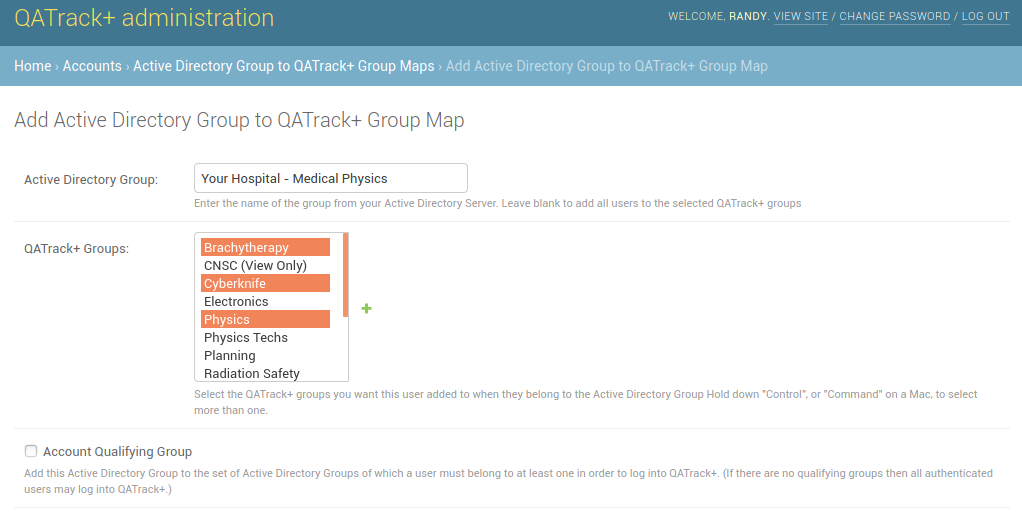 QATrack+ administration
WELCOME, RANDY. VIEW SITE / CHANGE PASSWORD / LOG OUT
Home › Accounts › Active Directory Group to QATrack+ Group Maps › Add Active Directory Group to QATrack+ Group Map
Add Active Directory Group to QATrack+ Group Map
Active Directory Group:
Your Hospital - Medical Physics
Enter the name of the group from your Active Directory Server. Leave blank to add all users to the selected QATrack+ groups
QATrack+ Groups:
Brachytherapy
CNSC (View Only)
Cyberknife
Electronics
Physics
Physics Techs
Planning
Radiation Safety
Select the QATrack+ groups you want this user added to when they belong to the Active Directory Group Hold down "Control", or "Command" on a Mac, to select
more than one.
Account Qualifying Group
Add this Active Directory Group to the set of Active Directory Groups of which a user must belong to at least one in order to log into QATrack+. (If there are no qualifying groups then all authenticated
users may log into QATrack+.)